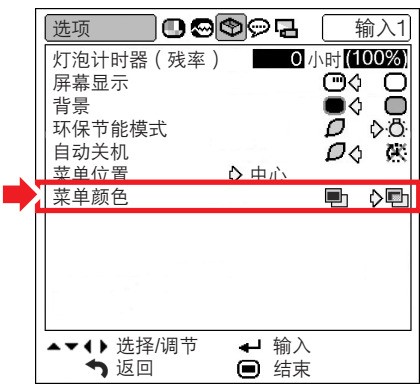 选项 输入1
灯泡计时器（残率） 0 小时(100%)
屏幕显示
背景
环保节能模式
自动关机
菜单位置 中心
菜单颜色
选择/调节 输入
返回 结束